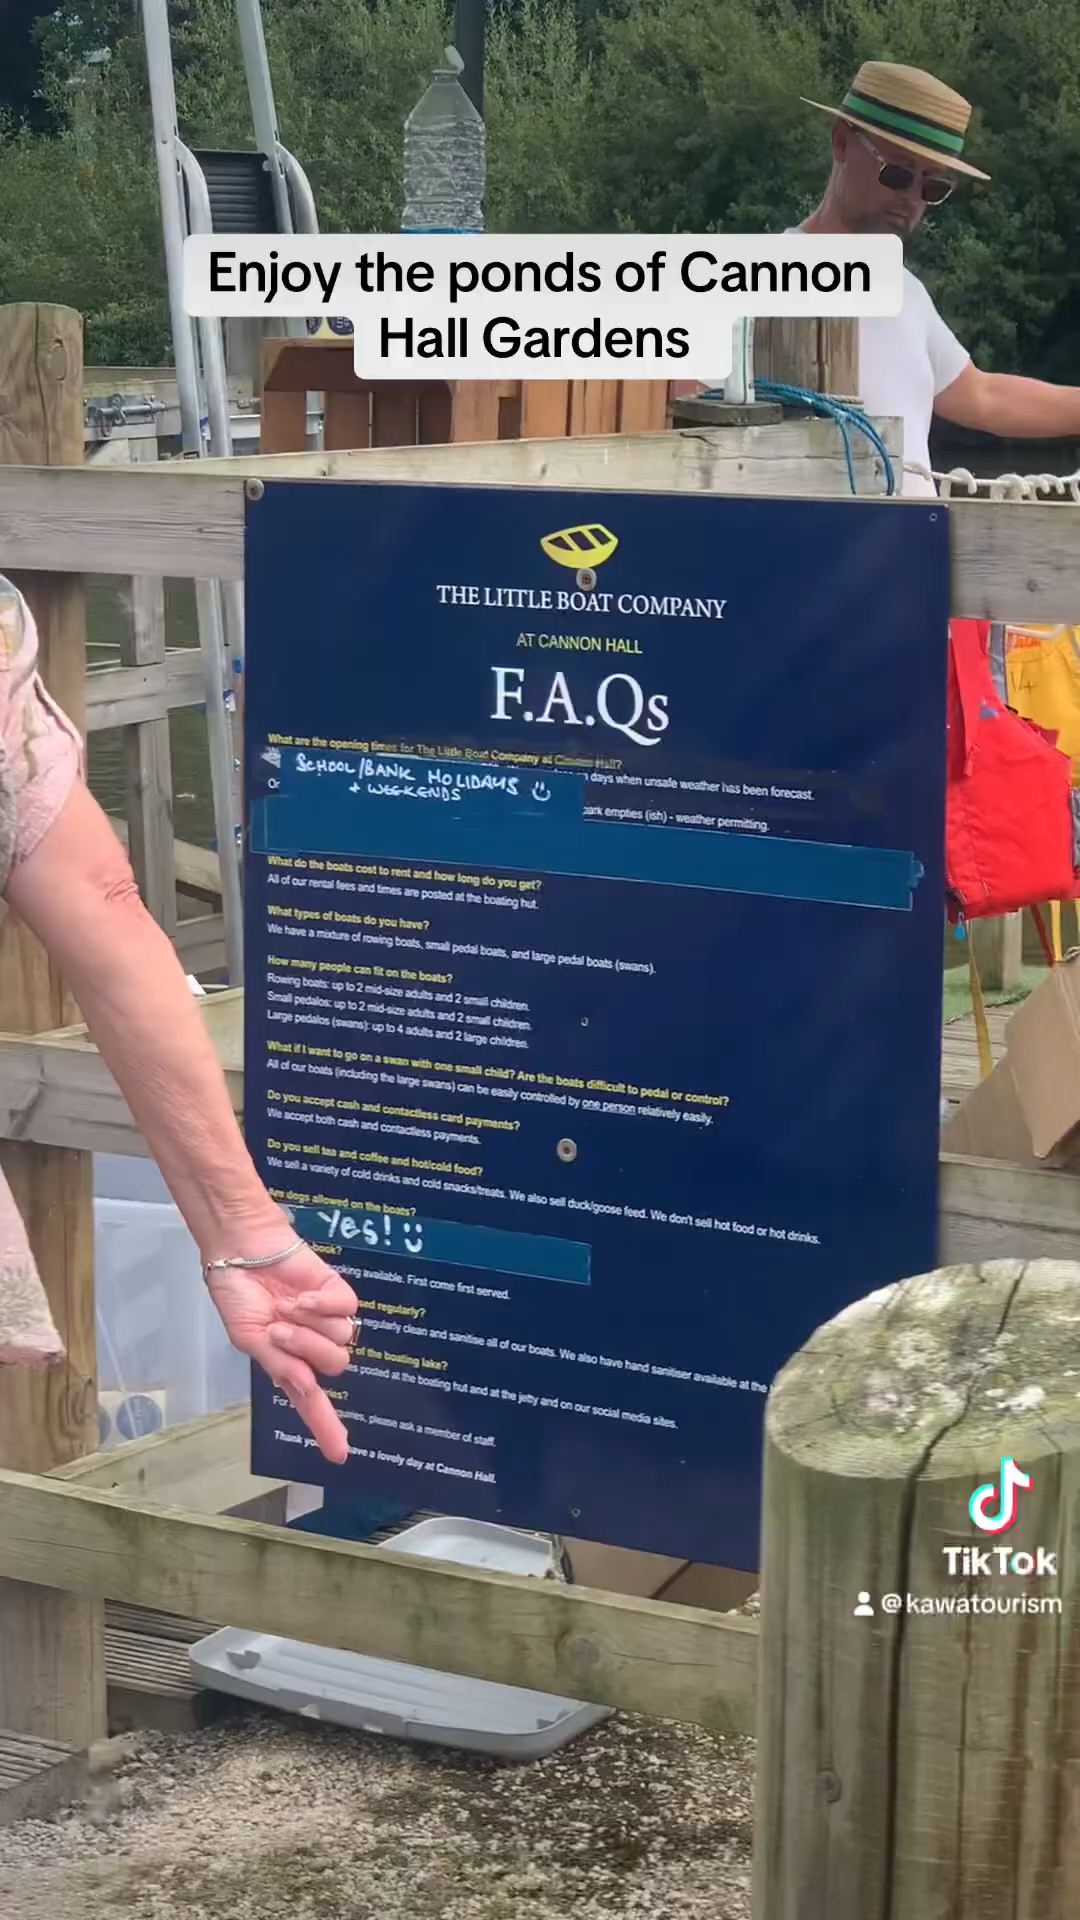 Enjoy the ponds of Cannon
Hall Gardens
THE LITTLE BOAT COMPANY
AT CANNON HALL
F.A.Qs
What are the opening times for The Little Boat Company at Cannon Hall?
SCHOOL/BANK HOLIDAYS
+ WEEKENDS
days when unsafe weather has been forecast.
Or
park empties (ish) - weather permitting.
What do the boats cost to rent and how long do you get?
All of our rental fees and times are posted at the boating hut.
What types of boats do you have?
We have a mixture of rowing boats, small pedal boats, and large pedal boats (swans).
How many people can fit on the boats?
Rowing boats: up to 2 mid-size adults and 2 small children.
Small pedalos: up to 2 mid-size adults and 2 small children.
Large pedalos (swans): up to 4 adults and 2 large children.
What if I want to go on a swan with one small child? Are the boats difficult to pedal or control?
All of our boats (including the large swans) can be easily controlled by one person relatively easily.
Do you accept cash and contactless card payments?
We accept both cash and contactless payments.
Do you sell tea and coffee and hot/cold food?
We sell a variety of cold drinks and cold snacks/treats. We also sell duck/goose feed. We don't sell hot food or hot drinks.
Are dogs allowed on the boats?
Yes!
book?
available. First come first served.
regularly?
regularly clean and sanitise all of our boats. We also have hand sanitiser available at the
of the boating lake?
posted at the boating hut and at the jetty and on our social media sites.
For
please ask a member of staff.
Thank
have a lovely day at Cannon Hall.
14
TikTok
@kawatourism